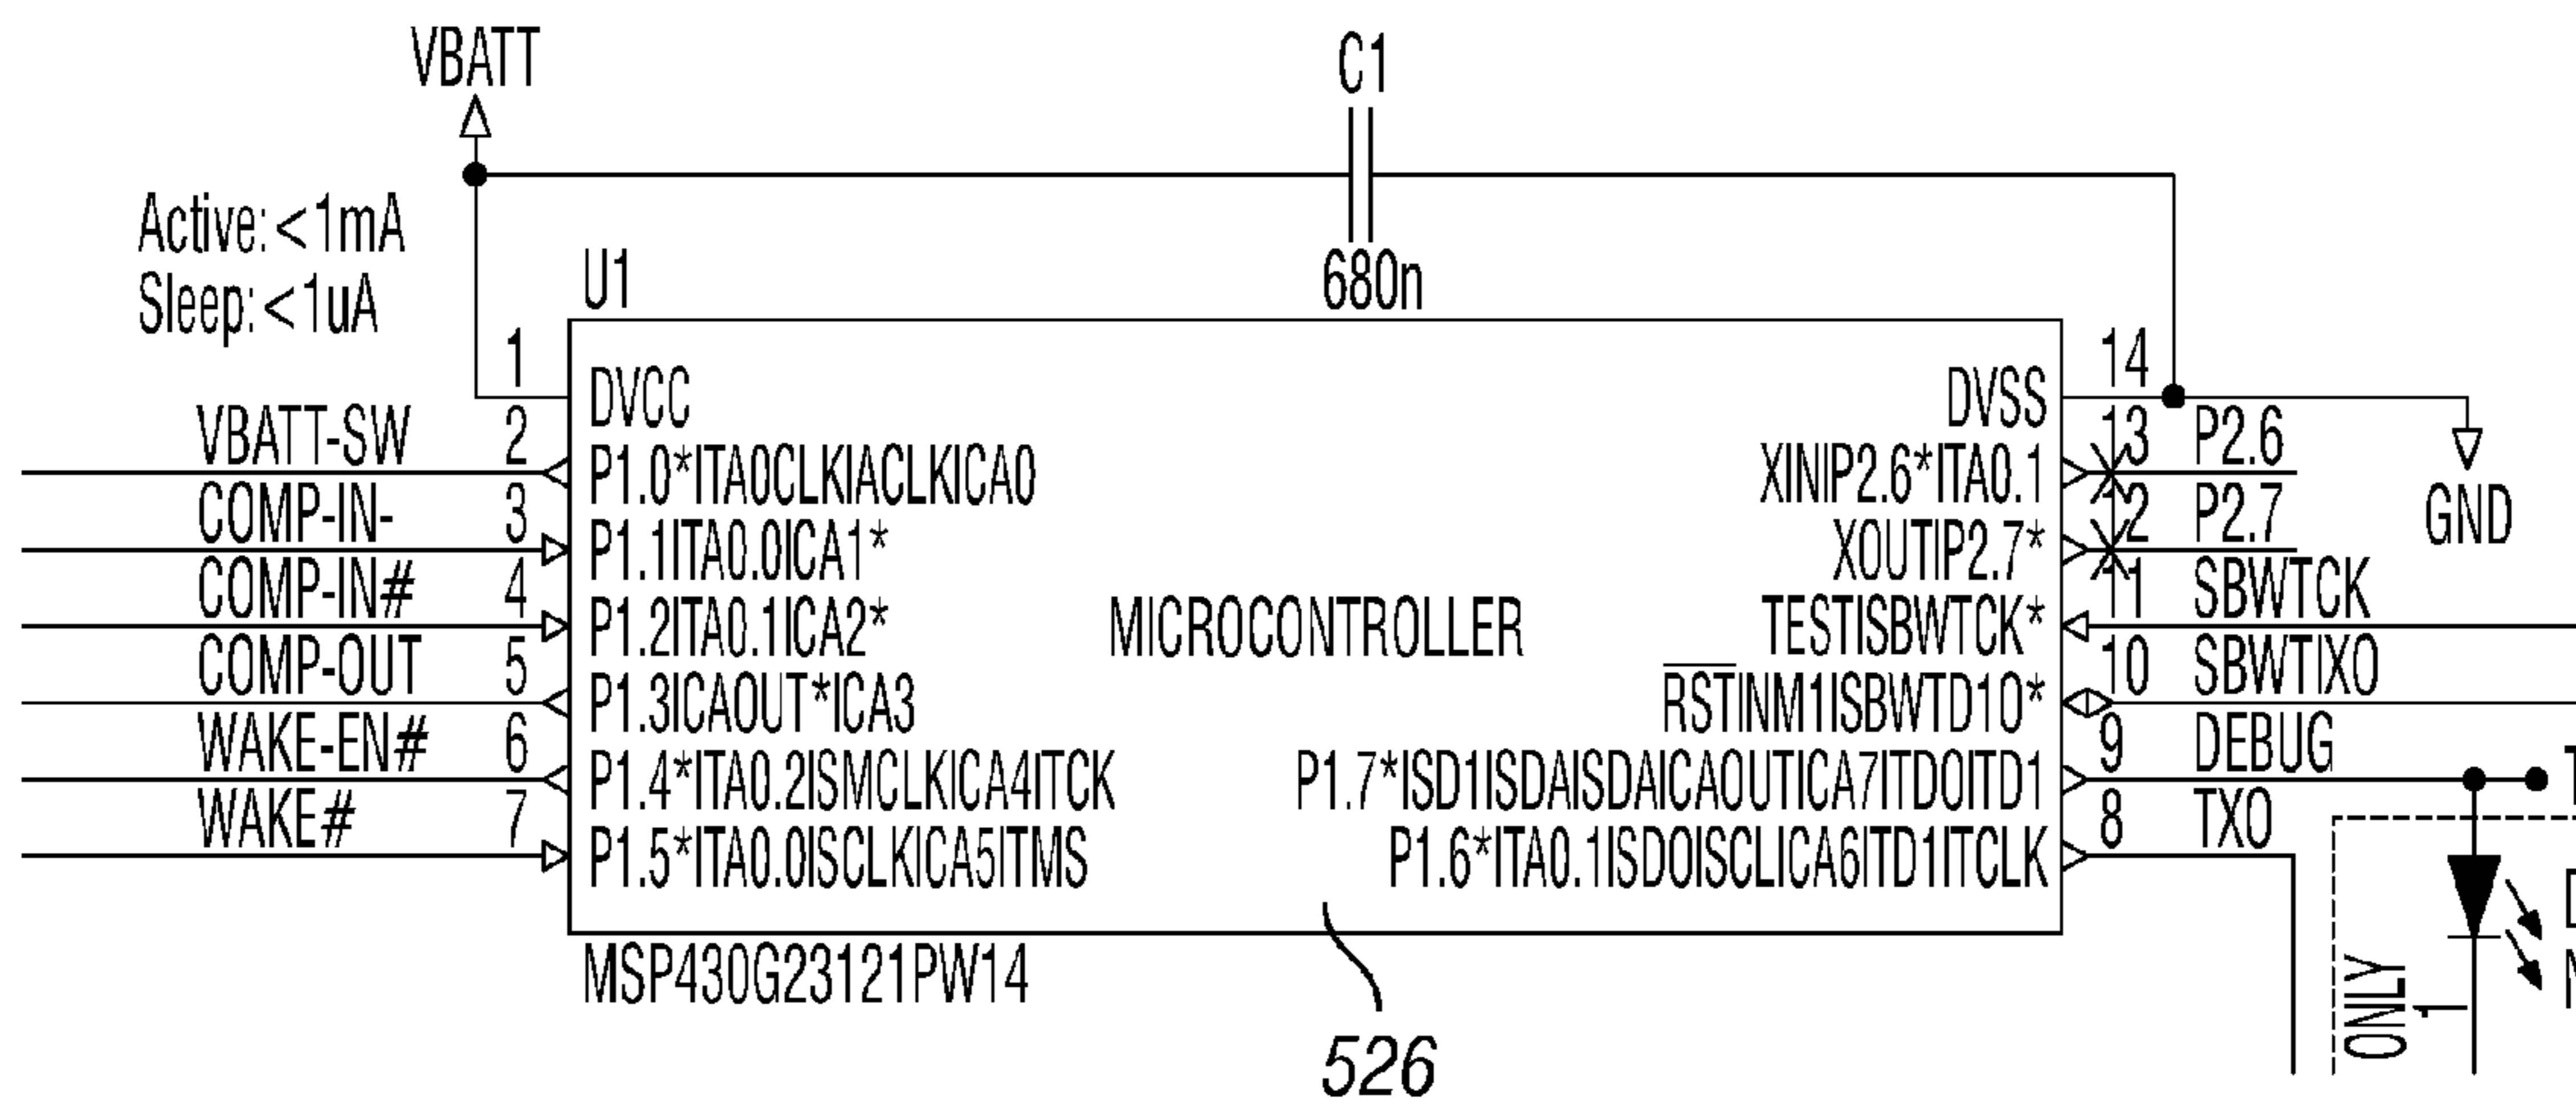 VBATT
C1
680n
Active: <1mA
Sleep: <1uA
U1
1
DVCC
VBATT-SW 2
P1.0*ITA0CLKIACLKICA0
COMP-IN- 3
P1.1ITA0.0ICA1*
COMP-IN# 4
P1.2ITA0.1ICA2*
COMP-OUT 5
P1.3ICAOUT*ICA3
WAKE-EN# 6
P1.4*ITA0.2ISMCLKICA4ITCK
WAKE# 7
P1.5*ITA0.0ISCLKICA5ITMS
MICROCONTROLLER
DVSS
14
XINIP2.6*ITA0.1
13 P2.6
XOUTIP2.7*
12 P2.7
TESTISBWTCK*
11 SBWTCK
RSTINM1ISBWTD1O*
10 SBWTIXO
P1.7*ISD1ISDAISDAICAOUTICA7ITDOITD1
9 DEBUG
P1.6*ITA0.1ISDOISCLICA6ITD1ITCLK
8 TXO
GND
MSP430G23121PW14
526
ONLY
1